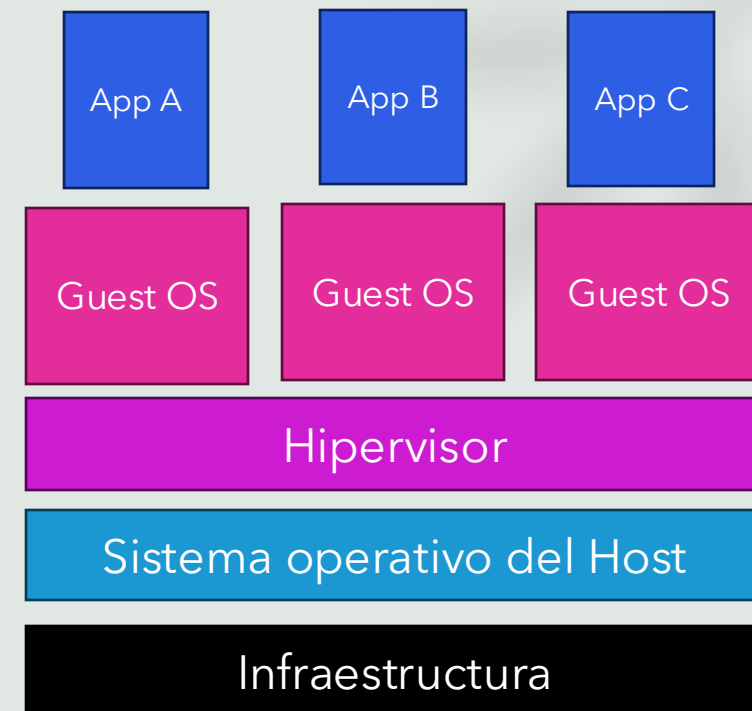 App A
App B
App C
Guest OS
Guest OS
Guest OS
Hipervisor
Sistema operativo del Host
Infraestructura